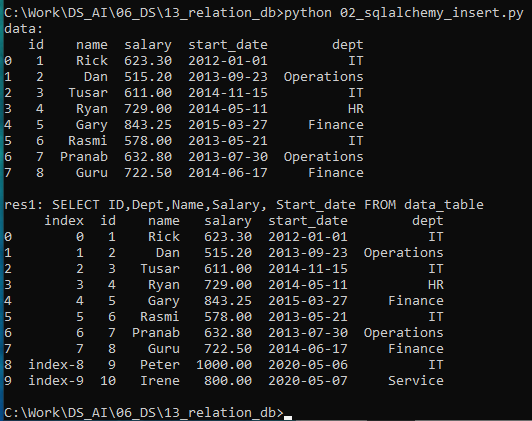 C:\Work\DS_AI\06_DS\13_relation_db>python 02_sqlalchemy_insert.py
data:
   id    name  salary  start_date        dept
0   1    Rick  623.30  2012-01-01          IT
1   2     Dan  515.20  2013-09-23  Operations
2   3   Tusar  611.00  2014-11-15          IT
3   4    Ryan  729.00  2014-05-11          HR
4   5    Gary  843.25  2015-03-27     Finance
5   6   Rasmi  578.00  2013-05-21          IT
6   7  Pranab  632.80  2013-07-30  Operations
7   8    Guru  722.50  2014-06-17     Finance
res1: SELECT ID,Dept,Name,Salary, Start_date FROM data_table
     index  id    name   salary  start_date        dept
0        0   1    Rick   623.30  2012-01-01          IT
1        1   2     Dan   515.20  2013-09-23  Operations
2        2   3   Tusar   611.00  2014-11-15          IT
3        3   4    Ryan   729.00  2014-05-11          HR
4        4   5    Gary   843.25  2015-03-27     Finance
5        5   6   Rasmi   578.00  2013-05-21          IT
6        6   7  Pranab   632.80  2013-07-30  Operations
7        7   8    Guru   722.50  2014-06-17     Finance
8  index-8   9   Peter  1000.00  2020-05-06          IT
9  index-9  10   Irene   800.00  2020-05-07     Service
C:\Work\DS_AI\06_DS\13_relation_db>